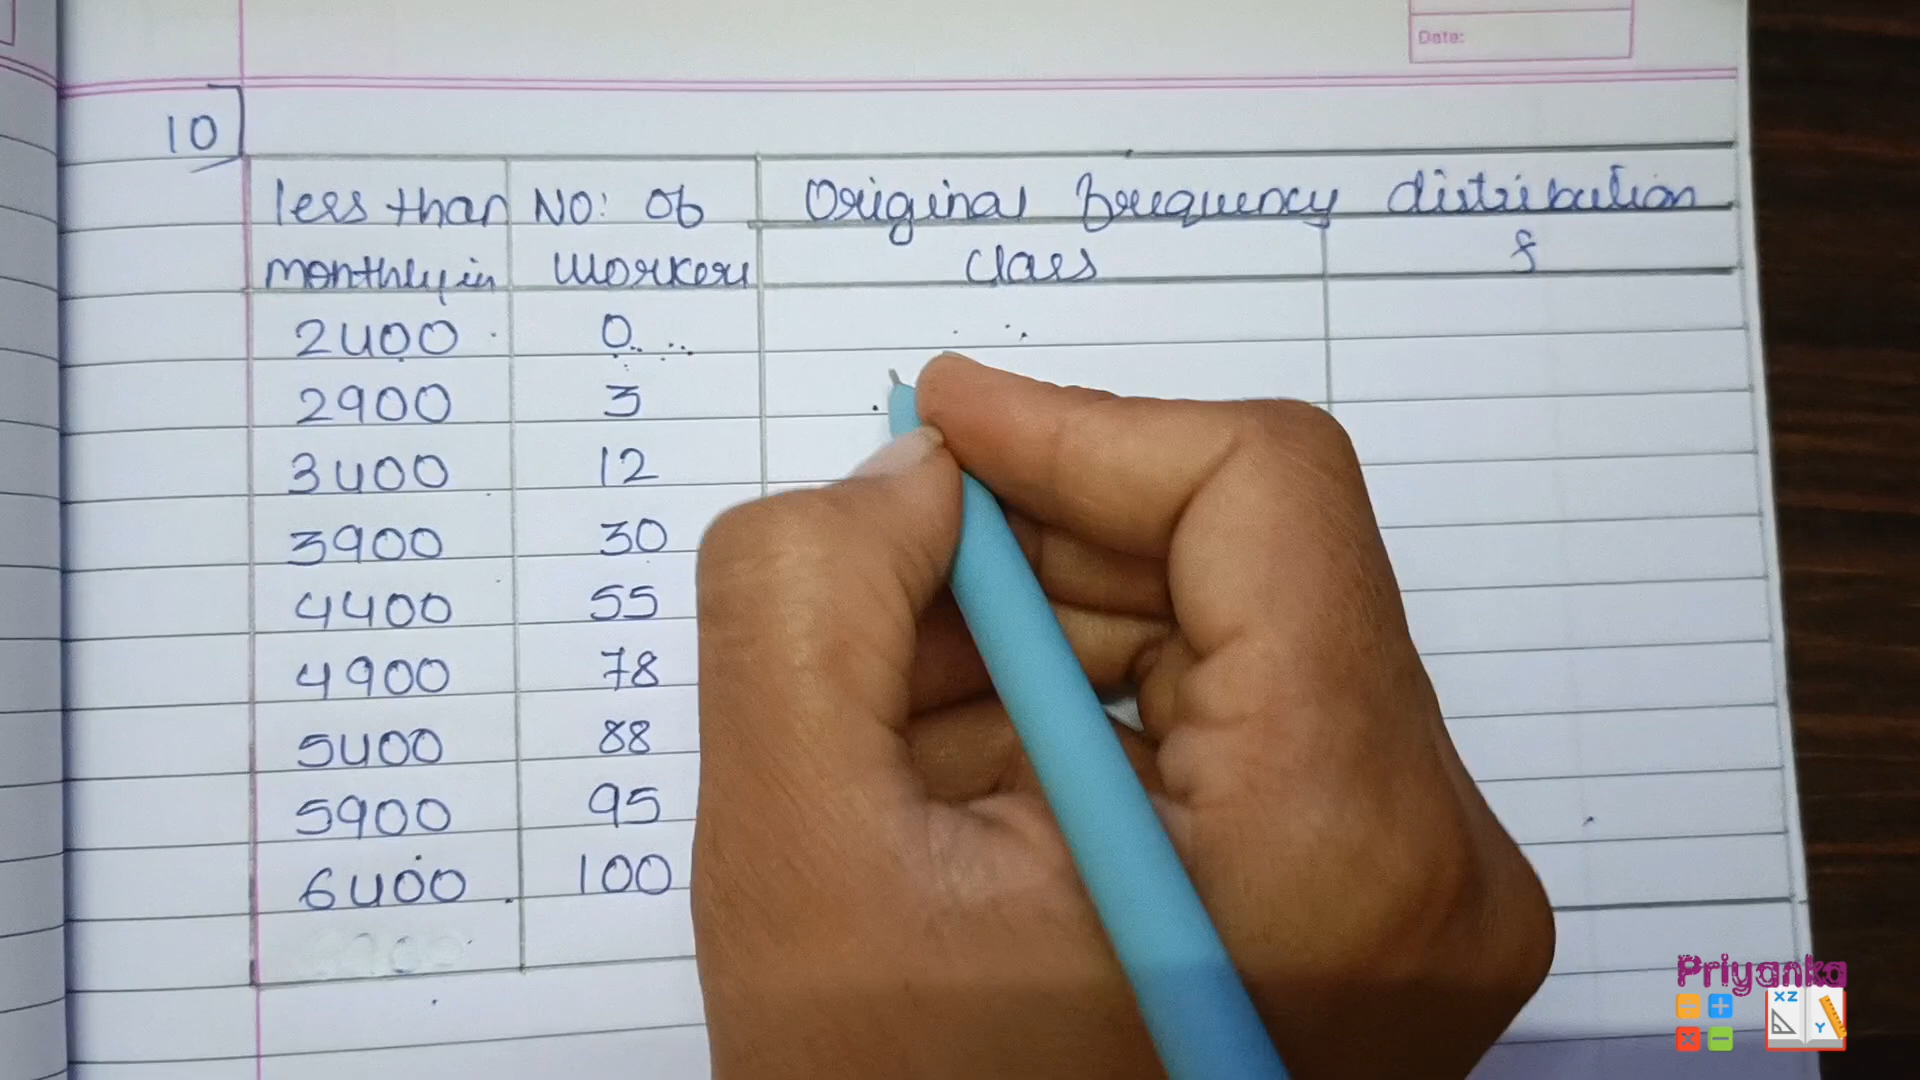 Date:
10
less than No: of Original frequency distribution
monthly in workers class f
2400 0
2900 3
3400 12
3900 30
4400 55
4900 78
5400 88
5900 95
6400 100
Priyanka
XZ
Y